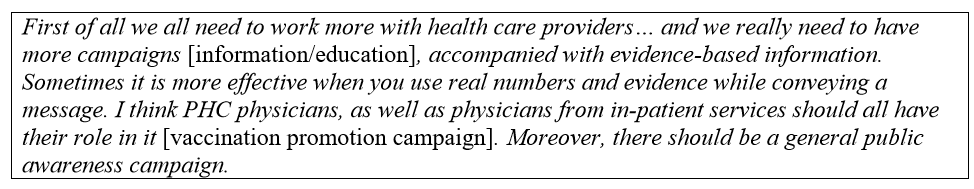 First of all we all need to work more with health care providers… and we really need to have
more campaigns [information/education], accompanied with evidence-based information.
Sometimes it is more effective when you use real numbers and evidence while conveying a
message. I think PHC physicians, as well as physicians from in-patient services should all have
their role in it [vaccination promotion campaign]. Moreover, there should be a general public
awareness campaign.